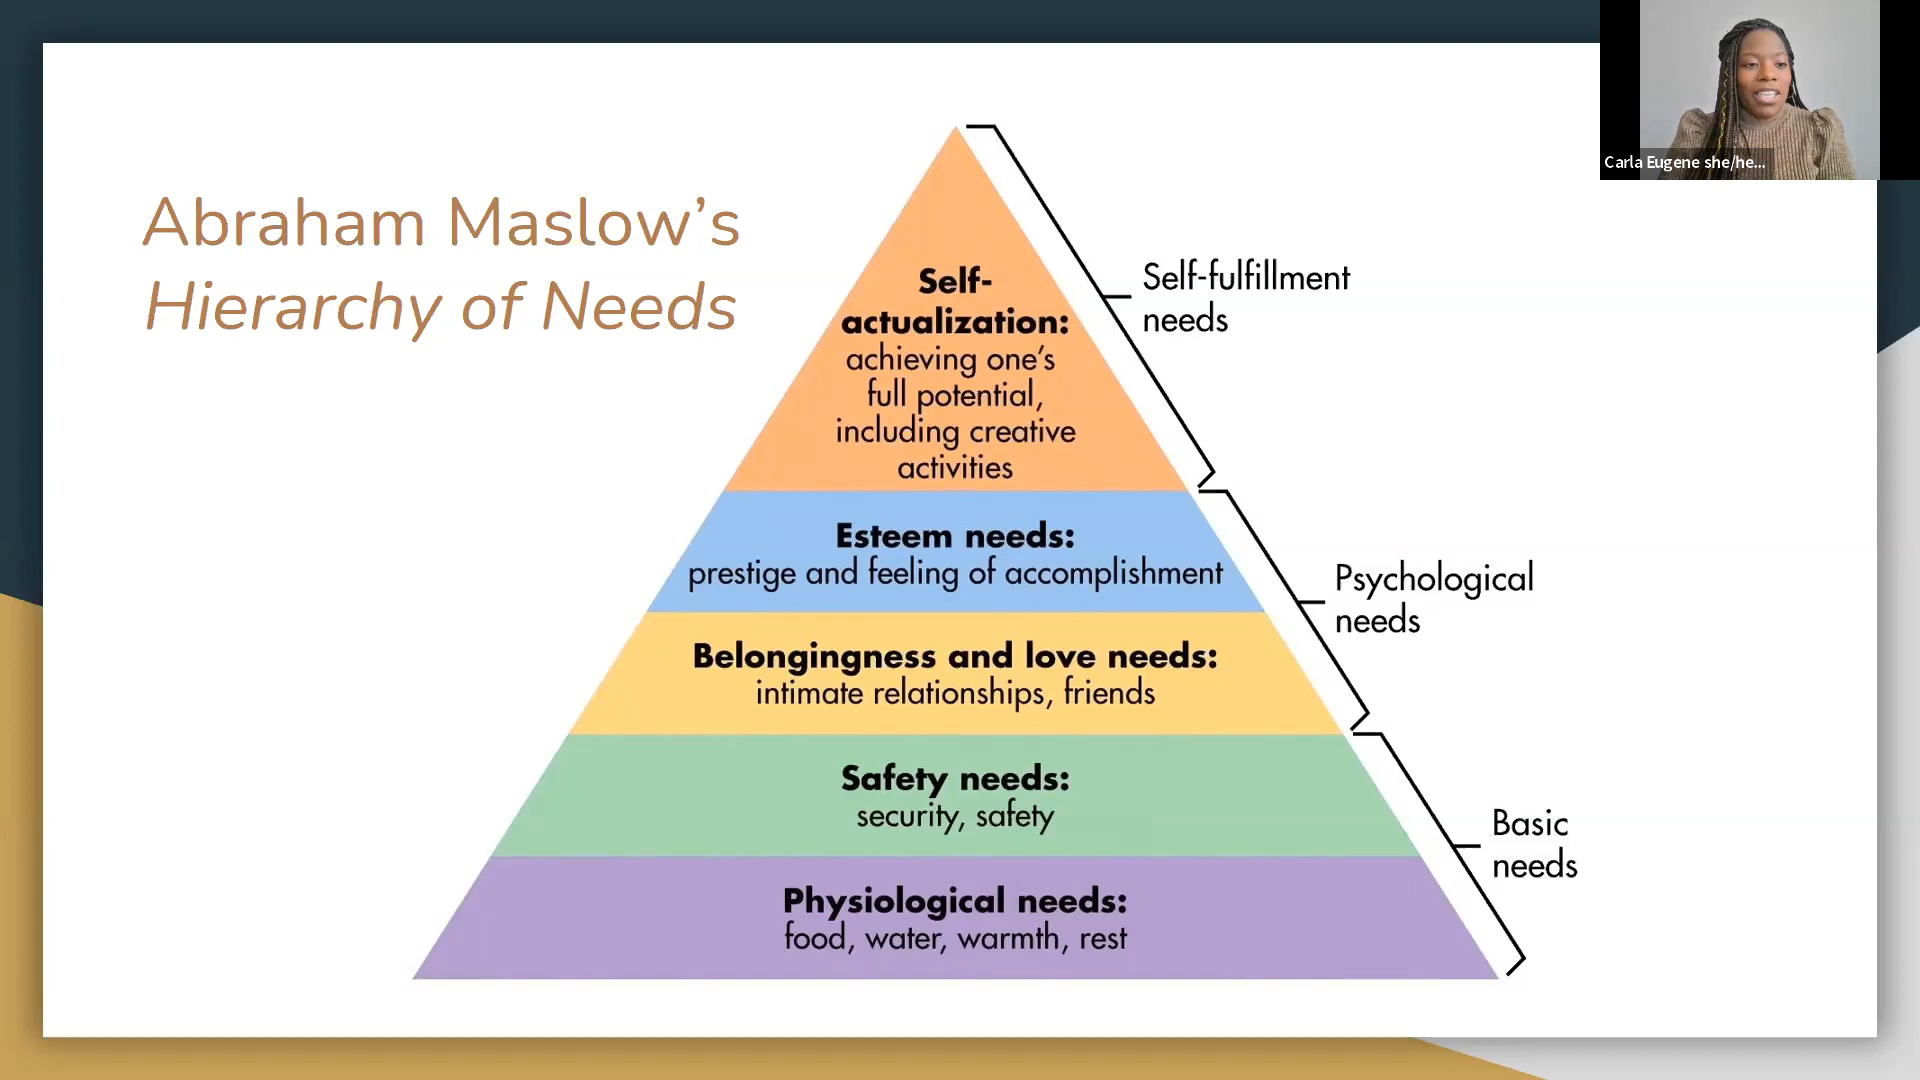 Abraham Maslow’s
Hierarchy of Needs
Self-
actualization:
achieving one’s
full potential,
including creative
activities
Esteem needs:
prestige and feeling of accomplishment
Belongingness and love needs:
intimate relationships, friends
Safety needs:
security, safety
Physiological needs:
food, water, warmth, rest
Self-fulfillment
needs
Psychological
needs
Basic
needs
Carla Eugene she/he...